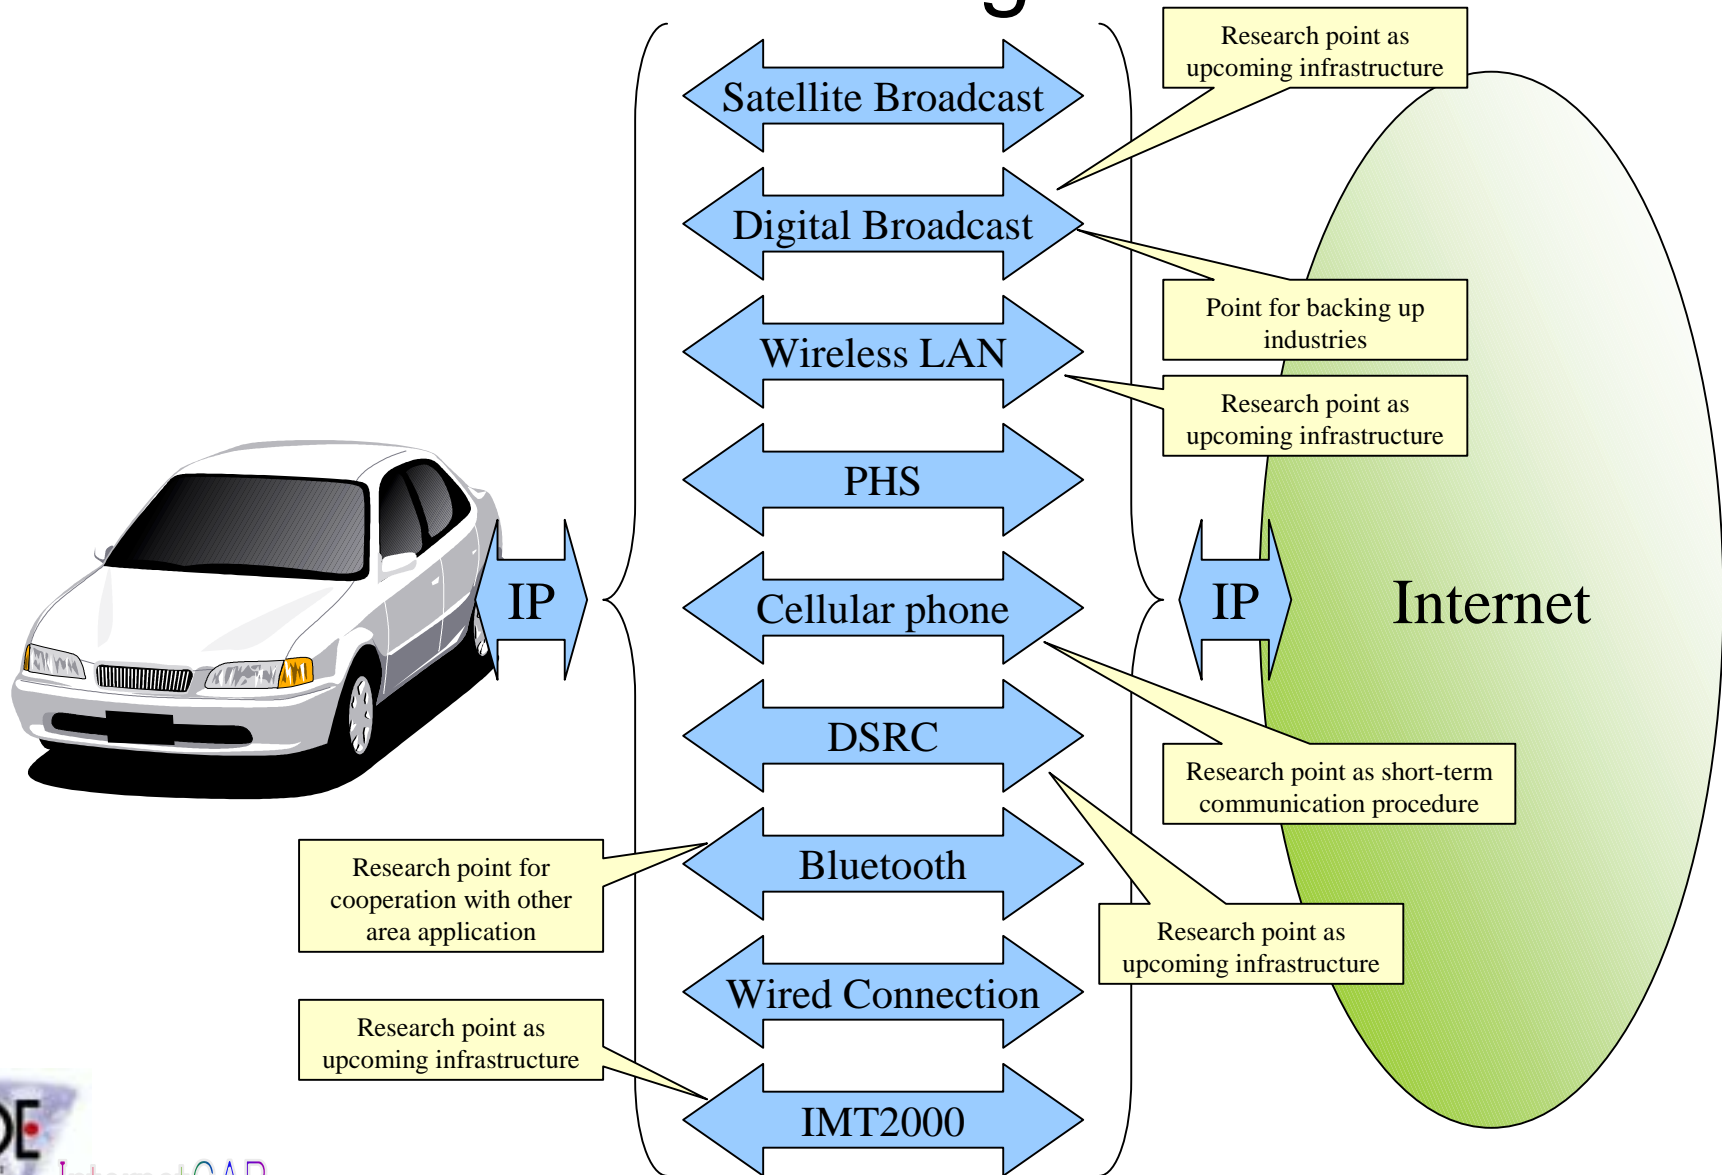 Research point as
upcoming infrastructure
Satellite Broadcast
Digital Broadcast
Point for backing up
industries
Wireless LAN
Research point as
upcoming infrastructure
PHS
IP
Cellular phone
IP
Internet
DSRC
Research point as short-term
communication procedure
Bluetooth
Research point for
cooperation with other
area application
Research point as
upcoming infrastructure
Wired Connection
Research point as
upcoming infrastructure
IMT2000
InternetCAR